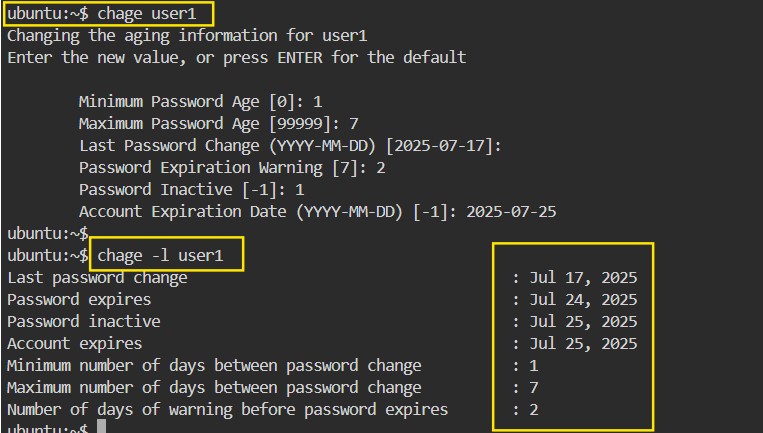 ubuntu:~$ chage user1
Changing the aging information for user1
Enter the new value, or press ENTER for the default
Minimum Password Age [0]: 1
Maximum Password Age [99999]: 7
Last Password Change (YYYY-MM-DD) [2025-07-17]:
Password Expiration Warning [7]: 2
Password Inactive [-1]: 1
Account Expiration Date (YYYY-MM-DD) [-1]: 2025-07-25
ubuntu:~$
ubuntu:~$ chage -l user1
Last password change : Jul 17, 2025
Password expires : Jul 24, 2025
Password inactive : Jul 25, 2025
Account expires : Jul 25, 2025
Minimum number of days between password change : 1
Maximum number of days between password change : 7
Number of days of warning before password expires : 2
ubuntu:~$